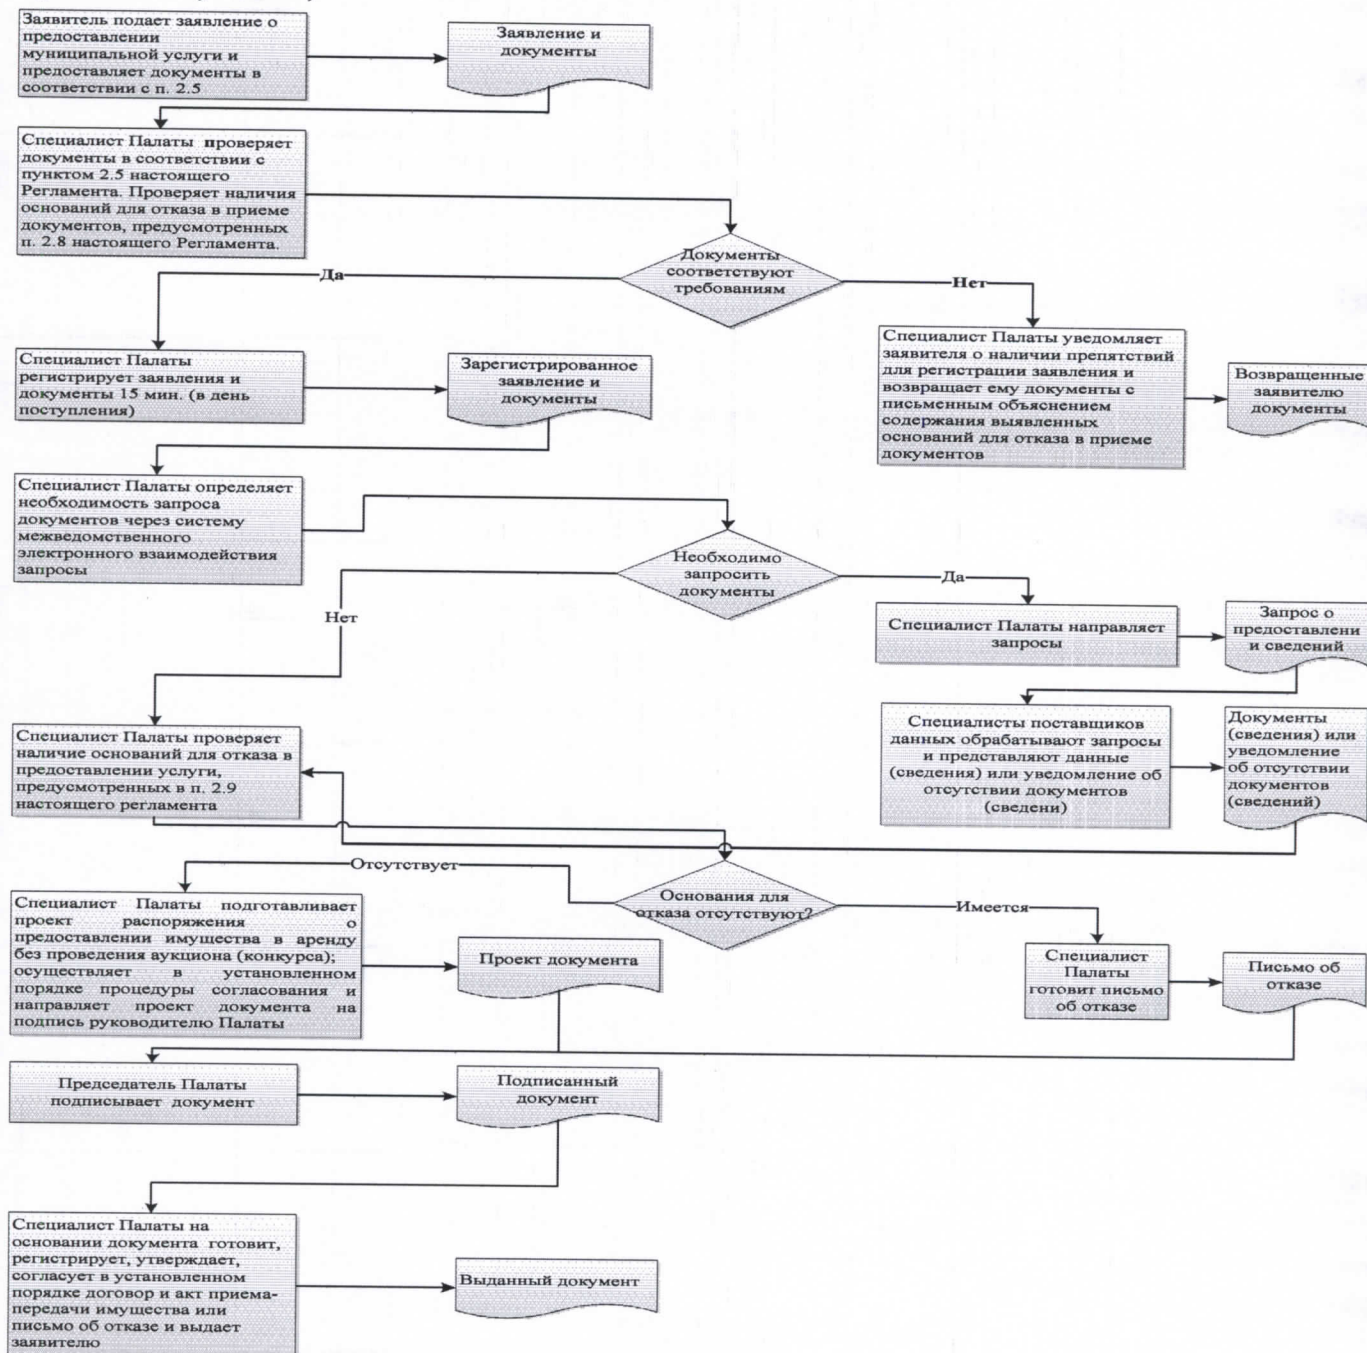 Заявитель подает заявление о
предоставлении
муниципальной услуги и
предоставляет документы в
соответствии с п. 2.5
Заявление и
документы
Специалист Палаты проверяет
документы в соответствии с
пунктом 2.5 настоящего
Регламента. Проверяет наличия
оснований для отказа в приеме
документов, предусмотренных
п. 2.8 настоящего Регламента.
Документы
соответствуют
требованиям
Да
Нет
Специалист Палаты
регистрирует заявления и
документы 15 мин. (в день
поступления)
Зарегистрированное
заявление и
документы
Специалист Палаты уведомляет
заявителя о наличии препятствий
для регистрации заявления и
возвращает ему документы с
письменным объяснением
содержания выявленных
оснований для отказа в приеме
документов
Возвращенные
заявителю
документы
Специалист Палаты определяет
необходимость запроса
документов через систему
межведомственного
электронного взаимодействия
запросы
Необходимо
запросить
документы
Да
Нет
Специалист Палаты направляет
запросы
Запрос о
предоставлени
и сведений
Специалист Палаты проверяет
наличие оснований для отказа в
предоставлении услуги,
предусмотренных в п. 2.9
настоящего регламента
Специалисты поставщиков
данных обрабатывают запросы
и представляют данные
(сведения) или уведомление об
отсутствии документов
(сведени)
Документы
(сведения) или
уведомление
об отсутствии
документов
(сведений)
Отсутствует
Основания для
отказа отсутствуют?
Имеется
Специалист Палаты подготавливает
проект распоряжения о
предоставлении имущества в аренду
без проведения аукциона (конкурса);
осуществляет в установленном
порядке процедуры согласования и
направляет проект документа на
подпись руководителю Палаты
Проект документа
Специалист
Палаты
готовит письмо
об отказе
Письмо об
отказе
Председатель Палаты
подписывает документ
Подписанный
документ
Специалист Палаты на
основании документа готовит,
регистрирует, утверждает,
согласует в установленном
порядке договор и акт приема-
передачи имущества или
письмо об отказе и выдает
заявителю
Выданный документ